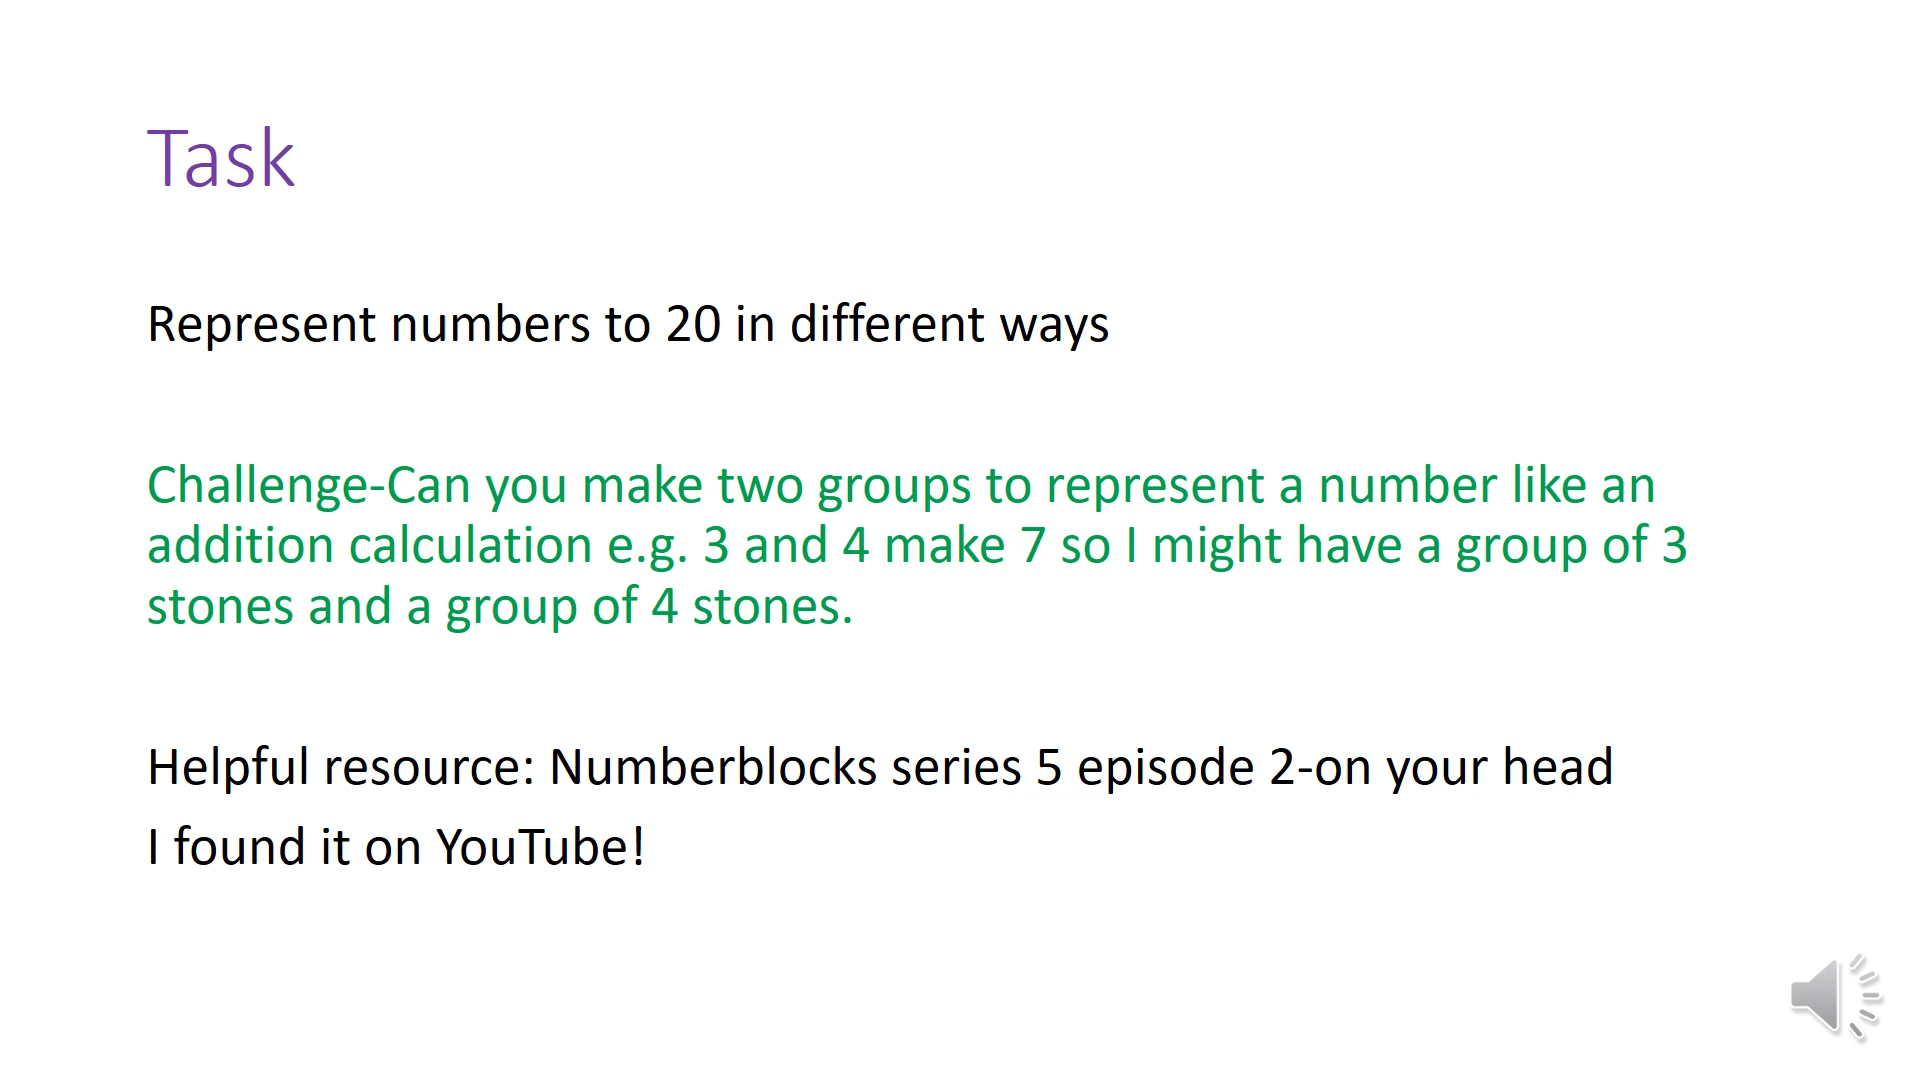 Task
Represent numbers to 20 in different ways
Challenge-Can you make two groups to represent a number like an
addition calculation e.g. 3 and 4 make 7 so I might have a group of 3
stones and a group of 4 stones.
Helpful resource: Numberblocks series 5 episode 2-on your head
I found it on YouTube!